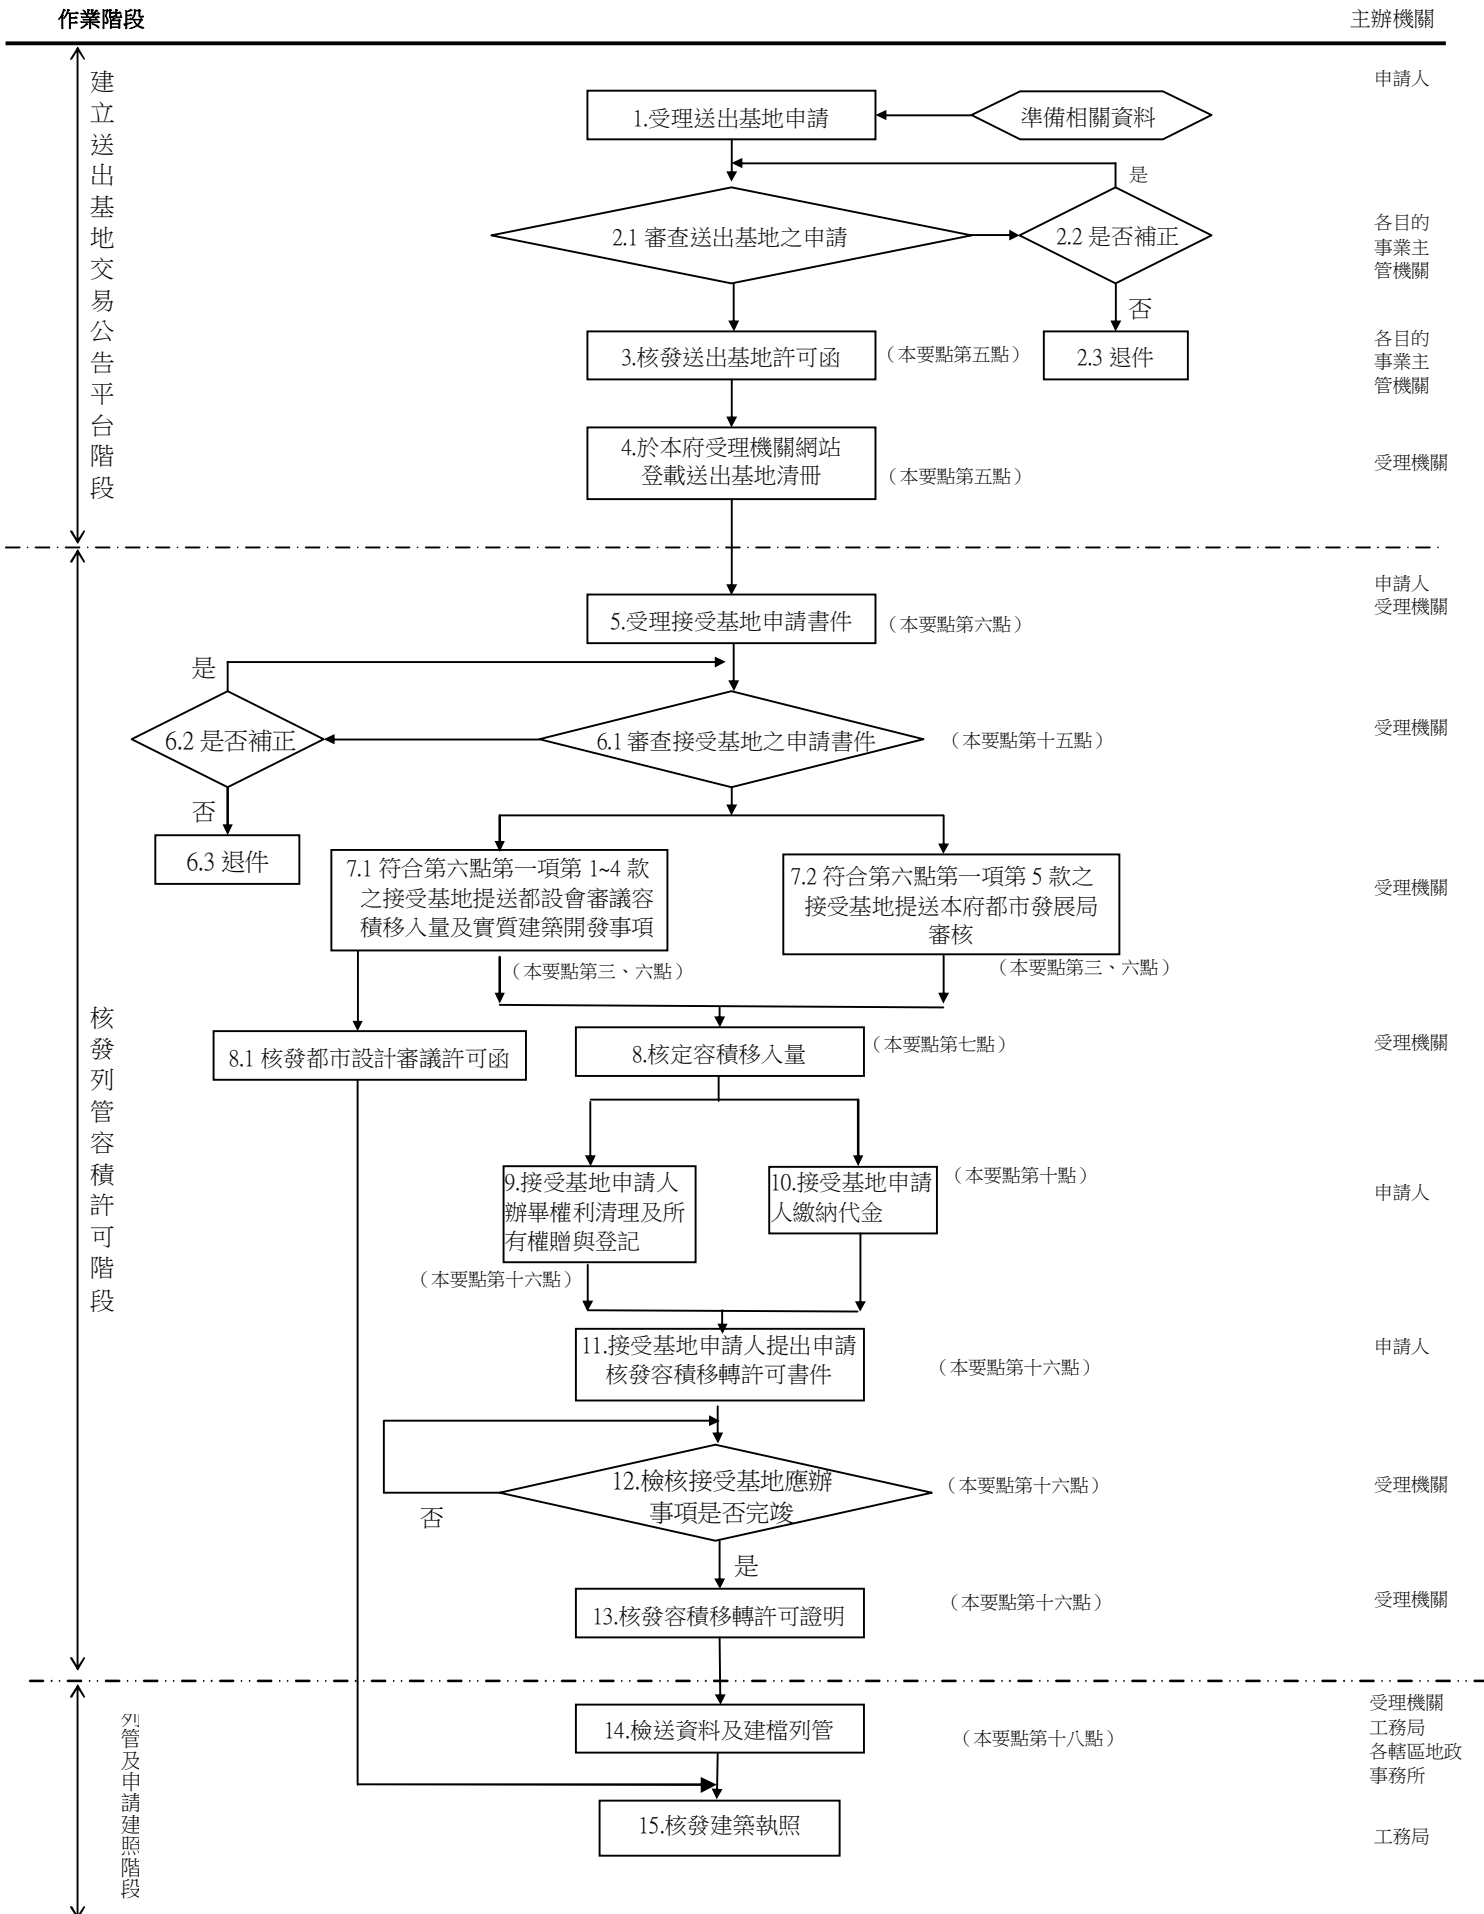 作業階段
主辦機關
建立送出基地交易公告平台階段
申請人
1.受理送出基地申請
準備相關資料
是
2.1 審查送出基地之申請
2.2 是否補正
各目的
事業主
管機關
否
3.核發送出基地許可函
（本要點第五點）
2.3 退件
各目的
事業主
管機關
4.於本府受理機關網站
登載送出基地清冊
（本要點第五點）
受理機關
核發列管容積許可階段
申請人
受理機關
5.受理接受基地申請書件
（本要點第六點）
是
6.2 是否補正
6.1 審查接受基地之申請書件
（本要點第十五點）
受理機關
否
6.3 退件
7.1 符合第六點第一項第 1~4 款
之接受基地提送都設會審議容
積移入量及實質建築開發事項
7.2 符合第六點第一項第 5 款之
接受基地提送本府都市發展局
審核
受理機關
（本要點第三、六點）
（本要點第三、六點）
8.1 核發都市設計審議許可函
8.核定容積移入量
（本要點第七點）
受理機關
9.接受基地申請人
辦畢權利清理及所
有權贈與登記
10.接受基地申請
人繳納代金
（本要點第十點）
申請人
（本要點第十六點）
11.接受基地申請人提出申請
核發容積移轉許可書件
（本要點第十六點）
申請人
12.檢核接受基地應辦
事項是否完竣
（本要點第十六點）
受理機關
否
是
13.核發容積移轉許可證明
（本要點第十六點）
受理機關
列管及申請建照階段
14.檢送資料及建檔列管
（本要點第十八點）
受理機關
工務局
各轄區地政
事務所
15.核發建築執照
工務局